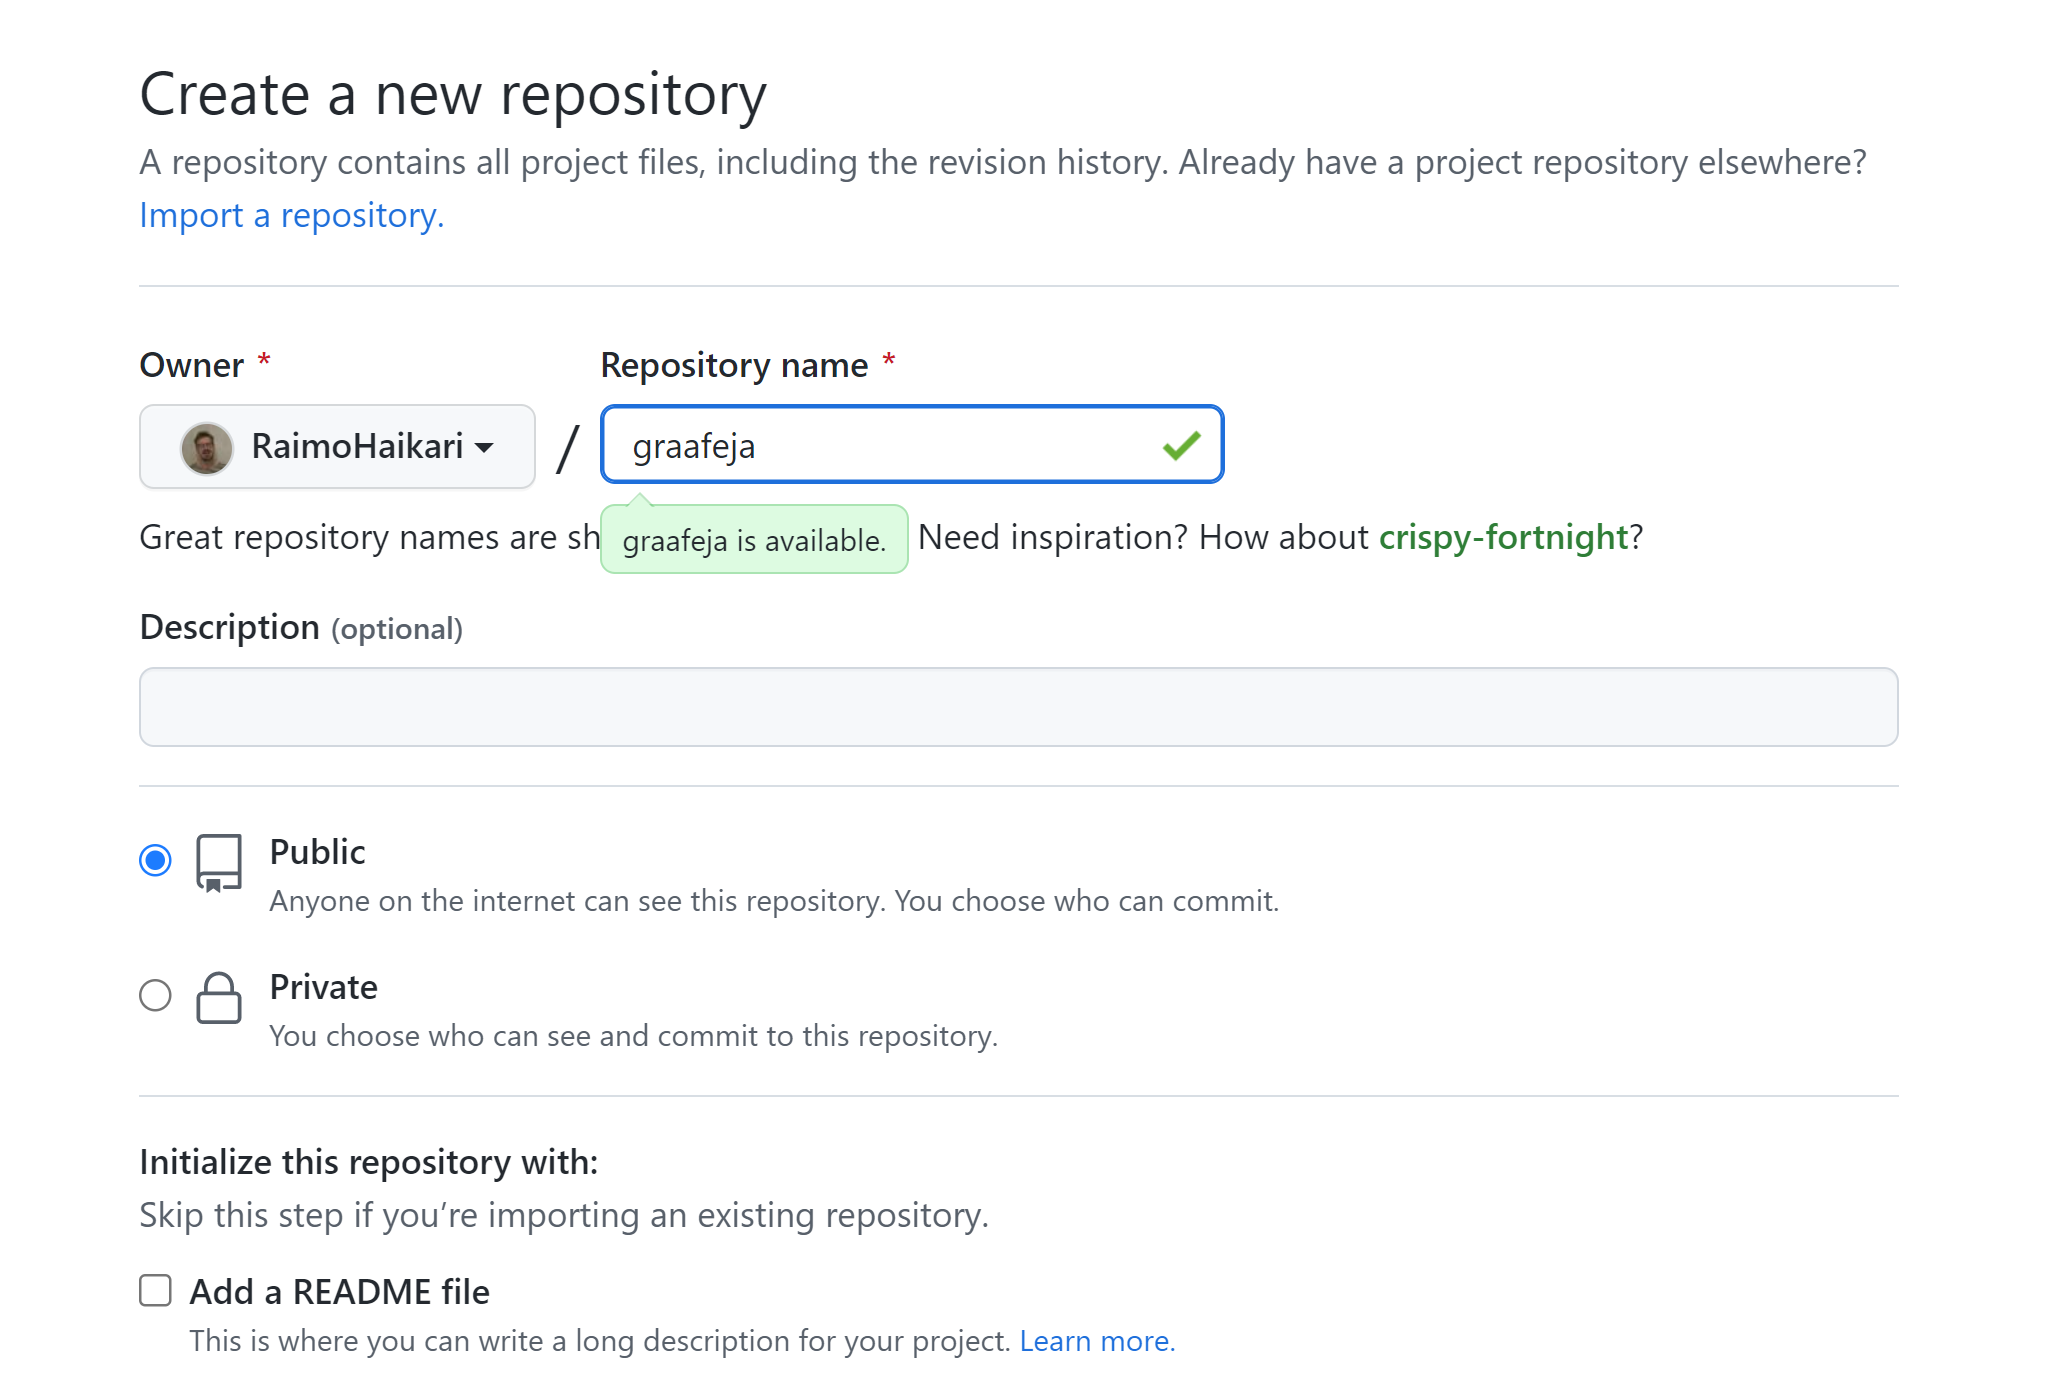 Create a new repository
A repository contains all project files, including the revision history. Already have a project repository elsewhere?
Import a repository.
Owner *
Repository name *
RaimoHaikari
/
graafeja
Great repository names are sh
graafeja is available.
Need inspiration? How about crispy-fortnight?
Description (optional)
Public
Anyone on the internet can see this repository. You choose who can commit.
Private
You choose who can see and commit to this repository.
Initialize this repository with:
Skip this step if you’re importing an existing repository.
Add a README file
This is where you can write a long description for your project. Learn more.